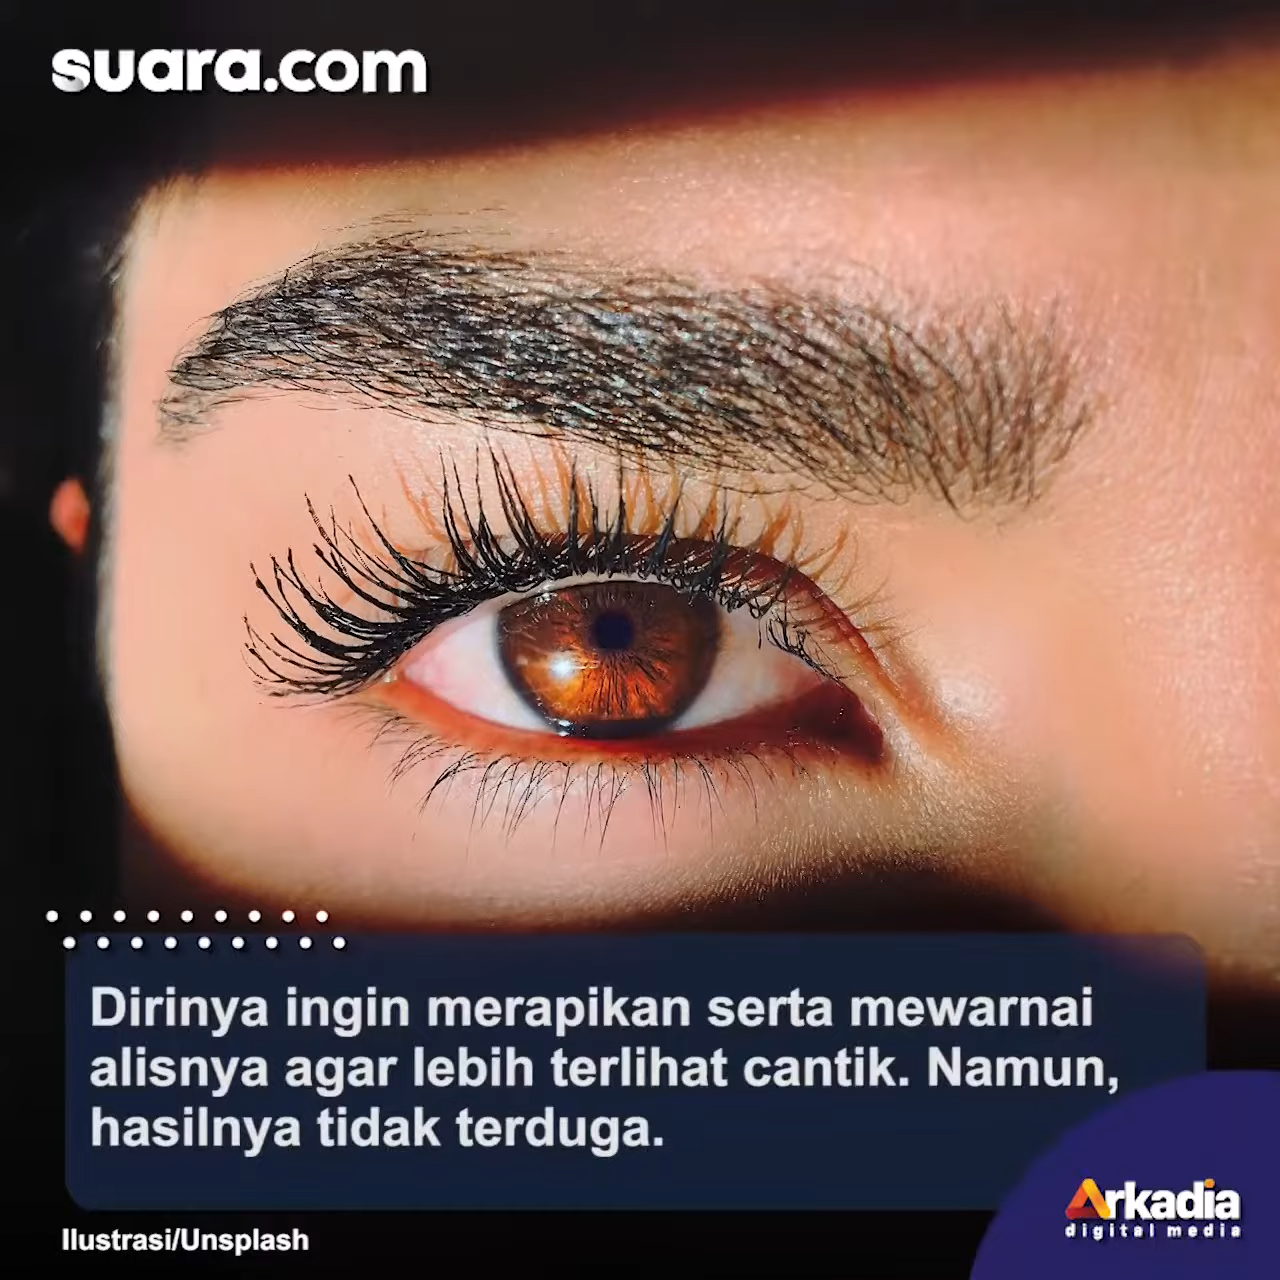 suara.com
Dirinya ingin merapikan serta mewarnai
alisnya agar lebih terlihat cantik. Namun,
hasilnya tidak terduga.
Arkadia
digital media
Ilustrasi/Unsplash